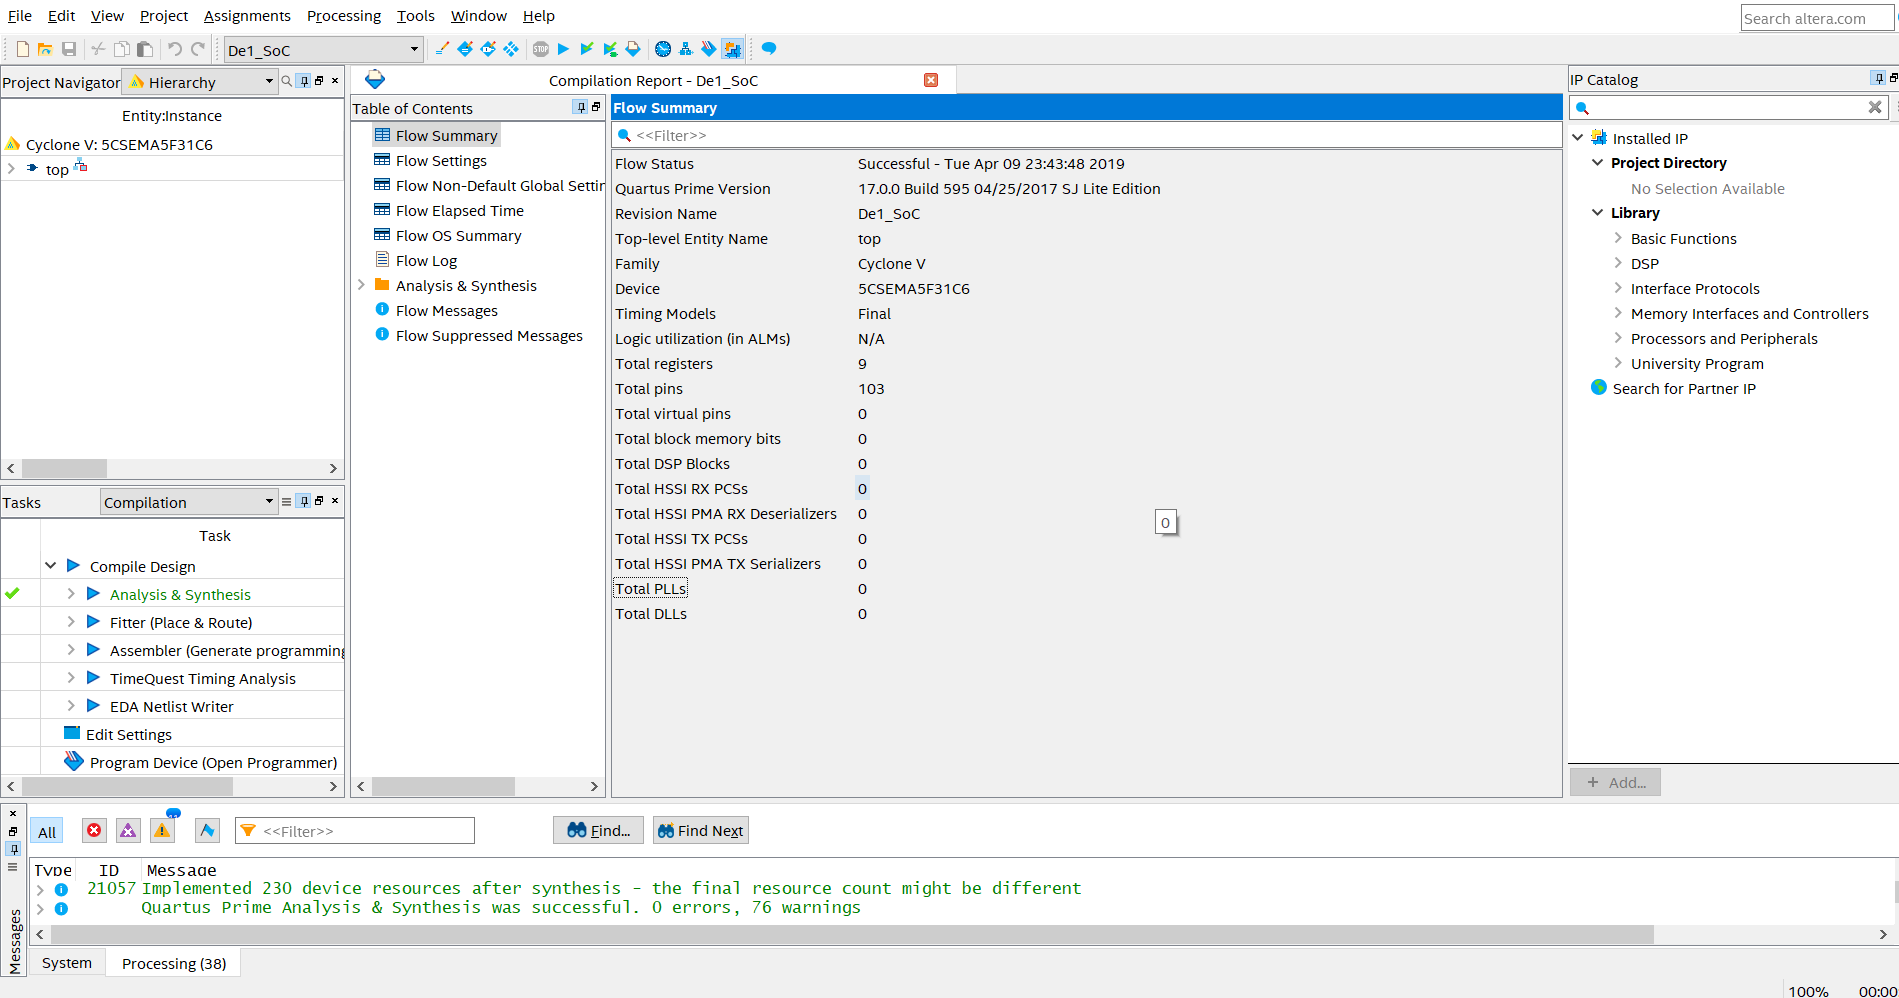 File Edit View Project Assignments Processing Tools Window Help
Search altera.com
De1_SoC
Project Navigator Hierarchy
Entity:Instance
Cyclone V: 5CSEMA5F31C6
top
Tasks Compilation
Task
Compile Design
Analysis & Synthesis
Fitter (Place & Route)
Assembler (Generate programming
TimeQuest Timing Analysis
EDA Netlist Writer
Edit Settings
Program Device (Open Programmer)
Compilation Report - De1_SoC
Table of Contents
Flow Summary
Flow Settings
Flow Non-Default Global Settin
Flow Elapsed Time
Flow OS Summary
Flow Log
Analysis & Synthesis
Flow Messages
Flow Suppressed Messages
Flow Summary
<<Filter>>
Flow Status Successful - Tue Apr 09 23:43:48 2019
Quartus Prime Version 17.0.0 Build 595 04/25/2017 SJ Lite Edition
Revision Name De1_SoC
Top-level Entity Name top
Family Cyclone V
Device 5CSEMA5F31C6
Timing Models Final
Logic utilization (in ALMs) N/A
Total registers 9
Total pins 103
Total virtual pins 0
Total block memory bits 0
Total DSP Blocks 0
Total HSSI RX PCSs 0
Total HSSI PMA RX Deserializers 0
Total HSSI TX PCSs 0
Total HSSI PMA TX Serializers 0
Total PLLs 0
Total DLLs 0
0
IP Catalog
Installed IP
Project Directory
No Selection Available
Library
Basic Functions
DSP
Interface Protocols
Memory Interfaces and Controllers
Processors and Peripherals
University Program
Search for Partner IP
+ Add...
All <<Filter>> Find... Find Next
Type ID Message
21057 Implemented 230 device resources after synthesis - the final resource count might be different
Quartus Prime Analysis & Synthesis was successful. 0 errors, 76 warnings
Messages
System Processing (38)
100% 00:00